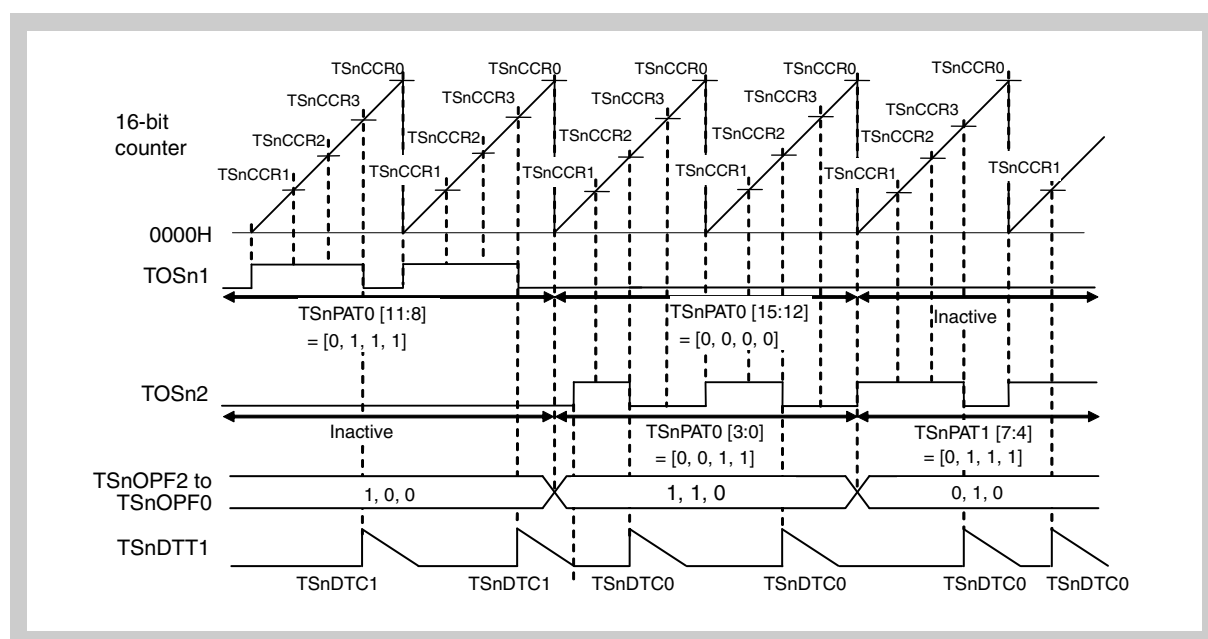 TSnCCR0 TSnCCR0 TSnCCR0 TSnCCR0 TSnCCR0
TSnCCR3 TSnCCR3 TSnCCR3 TSnCCR3 TSnCCR3
16-bit
counter
TSnCCR2 TSnCCR2 TSnCCR2 TSnCCR2 TSnCCR2
TSnCCR1 TSnCCR1 TSnCCR1 TSnCCR1 TSnCCR1 TSnCCR1
0000H
TOSn1
TSnPAT0 [11:8]
= [0, 1, 1, 1]
TSnPAT0 [15:12]
= [0, 0, 0, 0]
Inactive
TOSn2
Inactive
TSnPAT0 [3:0]
= [0, 0, 1, 1]
TSnPAT1 [7:4]
= [0, 1, 1, 1]
TSnOPF2 to
TSnOPF0
1, 0, 0
1, 1, 0
0, 1, 0
TSnDTT1
TSnDTC1 TSnDTC1 TSnDTC0 TSnDTC0 TSnDTC0 TSnDTC0